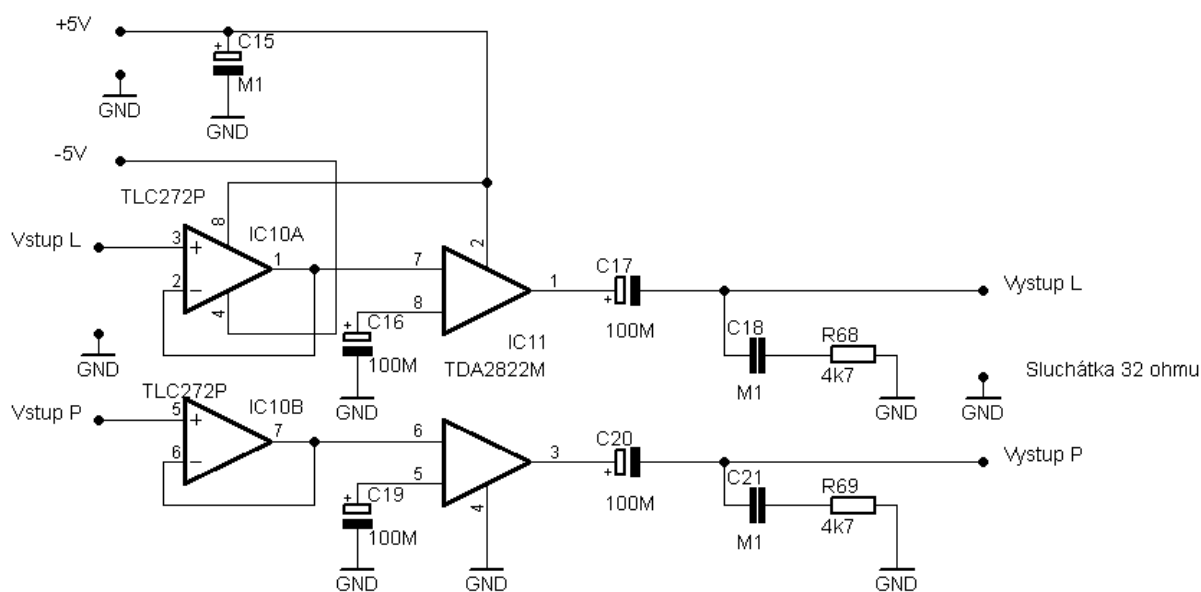 +5V
C15
+
M1
GND
GND
-5V
TLC272P
8
Vstup L
3
+
IC10A
1
2
−
4
GND
7
2
8
+
C16
100M
GND
1
IC11
TDA2822M
C17
+
100M
Vystup L
C18
M1
R68
4k7
GND
GND
Sluchátka 32 ohmu
TLC272P
Vstup P
5
+
IC10B
7
6
−
6
5
+
C19
100M
GND
4
GND
3
C20
+
100M
Vystup P
C21
M1
R69
4k7
GND